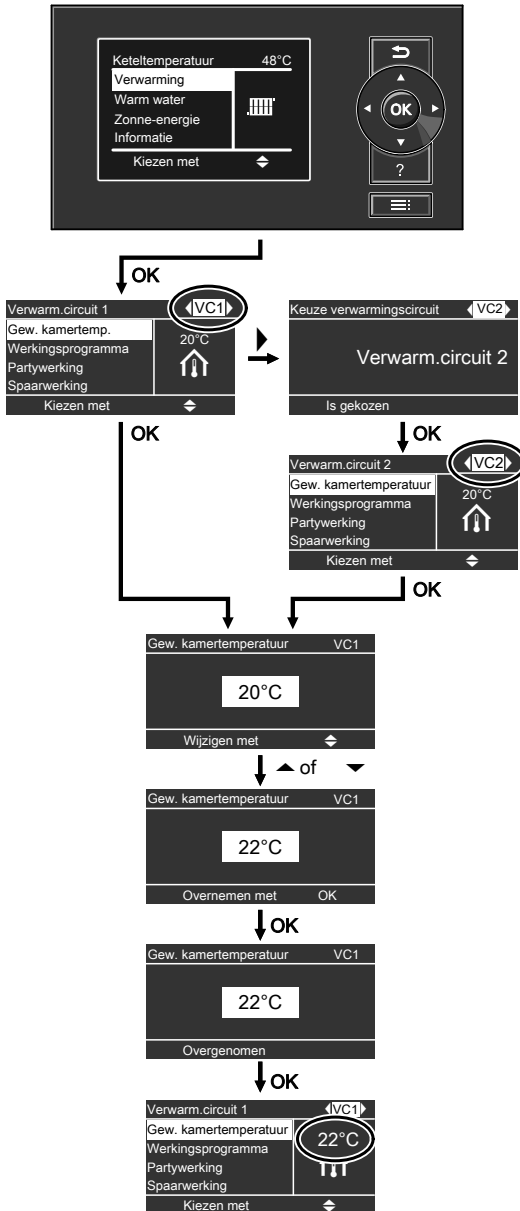 Keteltemperatuur 48°C
Verwarming
Warm water
Zonne-energie
Informatie
Kiezen met
OK
?
OK
Verwarm.circuit 1 VC1
Gew. kamertemp.
Werkingsprogramma
Partywerking
Spaarwerking
20°C
Kiezen met
Keuze verwarmingscircuit VC2
Verwarm.circuit 2
Is gekozen
OK
OK
Verwarm.circuit 2 VC2
Gew. kamertemperatuur
Werkingsprogramma
Partywerking
Spaarwerking
20°C
Kiezen met
OK
Gew. kamertemperatuur VC1
20°C
Wijzigen met
of
Gew. kamertemperatuur VC1
22°C
Overnemen met OK
OK
Gew. kamertemperatuur VC1
22°C
Overgenomen
OK
Verwarm.circuit 1 VC1
Gew. kamertemperatuur
Werkingsprogramma
Partywerking
Spaarwerking
22°C
Kiezen met